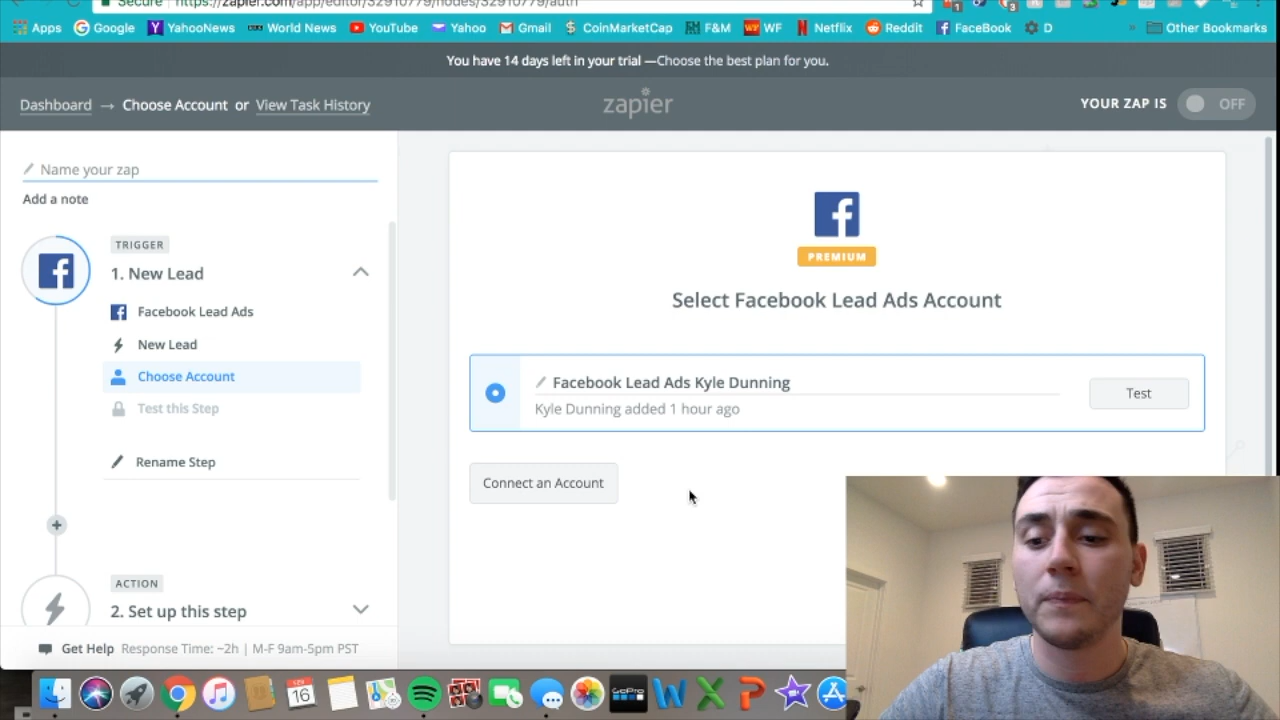 Secure https://zapier.com/app/editor/32910779/nodes/32910779/auth
Apps Google YahooNews World News YouTube Yahoo Gmail CoinMarketCap F&M WF Netflix Reddit FaceBook D » Other Bookmarks
You have 14 days left in your trial —Choose the best plan for you.
Dashboard → Choose Account or View Task History
zapier
YOUR ZAP IS OFF
Name your zap
Add a note
TRIGGER
1. New Lead
Facebook Lead Ads
New Lead
Choose Account
Test this Step
Rename Step
ACTION
2. Set up this step
Get Help Response Time: ~2h | M-F 9am-5pm PST
PREMIUM
Select Facebook Lead Ads Account
Facebook Lead Ads Kyle Dunning
Kyle Dunning added 1 hour ago
Test
Connect an Account
16
GoPro